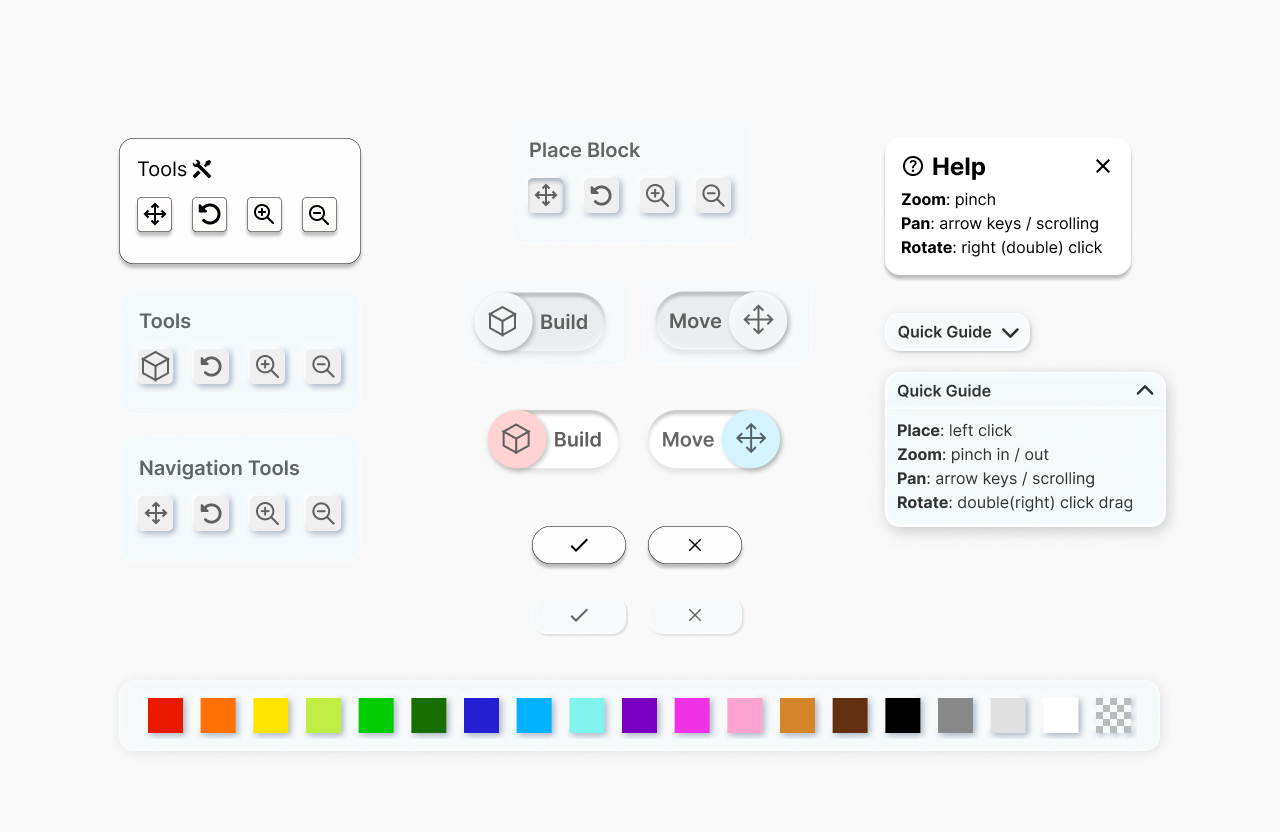 Tools
Tools
Navigation Tools
Place Block
Build
Move
Build
Move
Help
Zoom: pinch
Pan: arrow keys / scrolling
Rotate: right (double) click
Quick Guide
Quick Guide
Place: left click
Zoom: pinch in / out
Pan: arrow keys / scrolling
Rotate: double(right) click drag